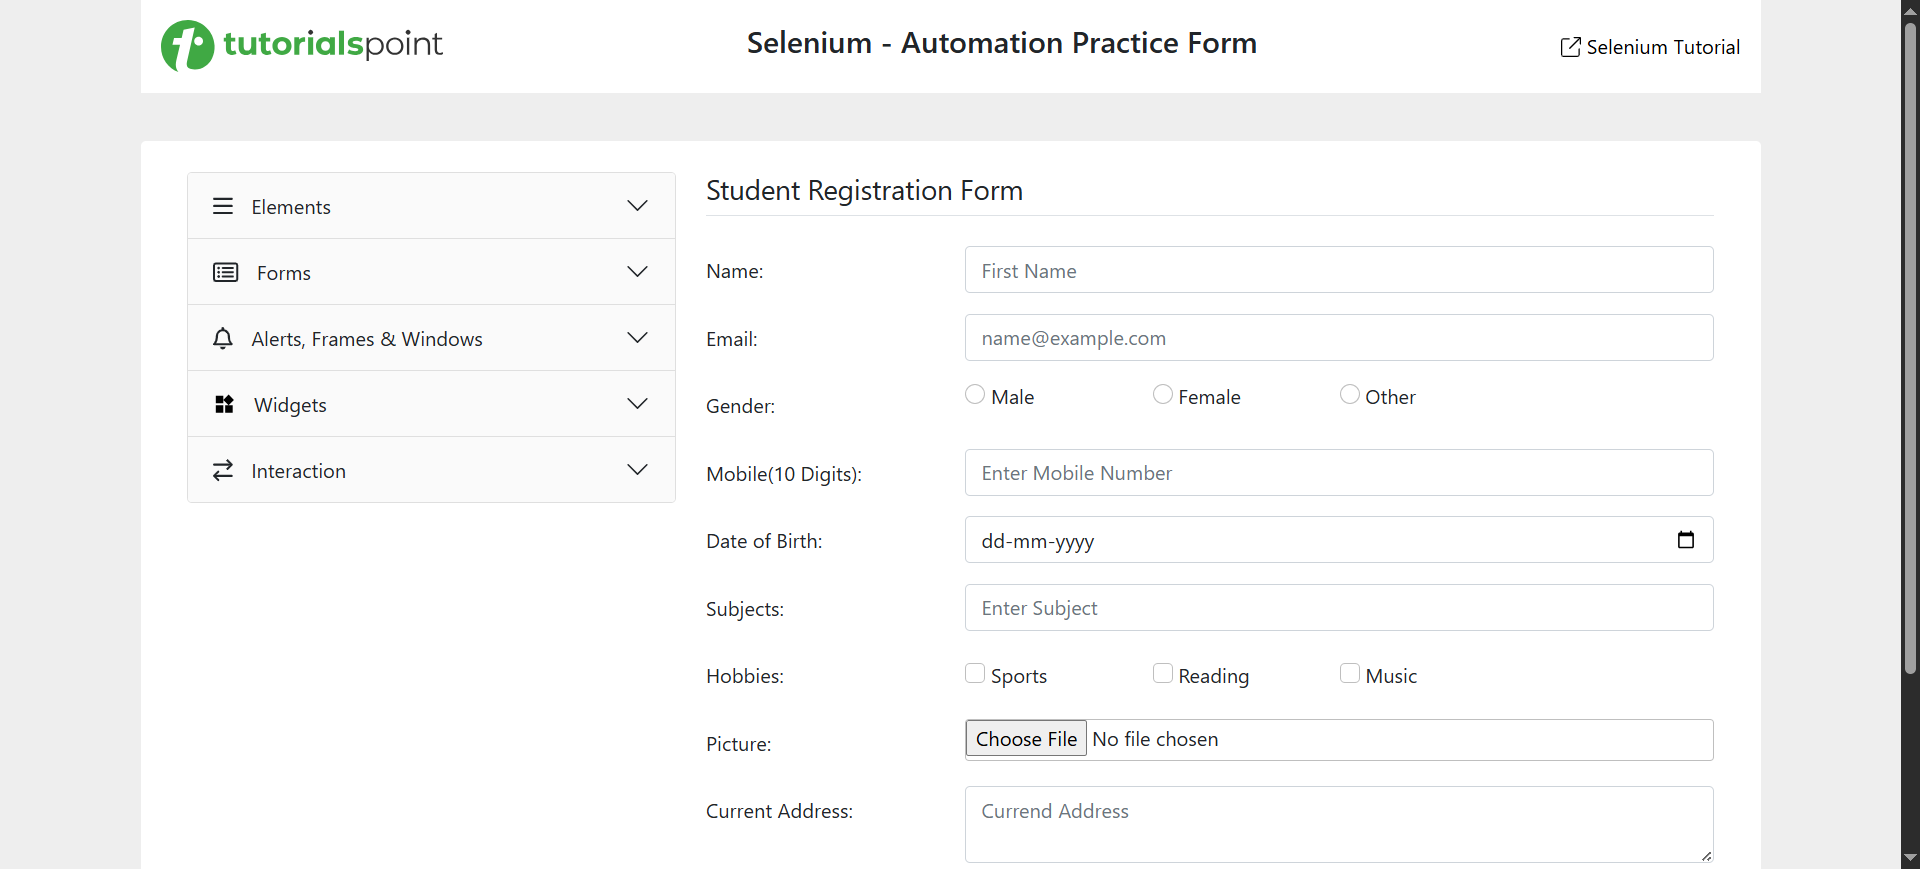 tutorialspoint
Selenium - Automation Practice Form
Selenium Tutorial
Elements
Forms
Alerts, Frames & Windows
Widgets
Interaction
Student Registration Form
Name:
First Name
Email:
name@example.com
Gender:
Male
Female
Other
Mobile(10 Digits):
Enter Mobile Number
Date of Birth:
dd-mm-yyyy
Subjects:
Enter Subject
Hobbies:
Sports
Reading
Music
Picture:
Choose File No file chosen
Current Address:
Currend Address